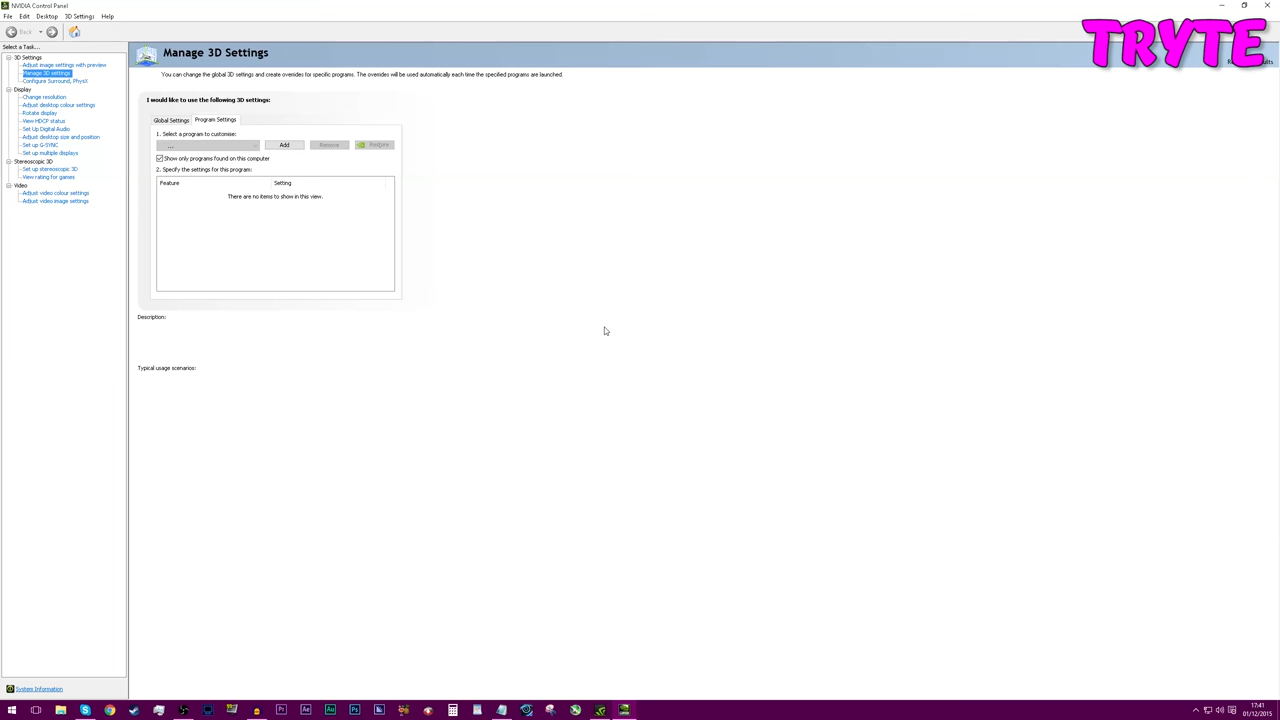 NVIDIA Control Panel
File Edit Desktop 3D Settings Help
Back
Select a Task...
3D Settings
Adjust image settings with preview
Manage 3D settings
Configure Surround, PhysX
Display
Change resolution
Adjust desktop colour settings
Rotate display
View HDCP status
Set Up Digital Audio
Adjust desktop size and position
Set up G-SYNC
Set up multiple displays
Stereoscopic 3D
Set up stereoscopic 3D
View rating for games
Video
Adjust video colour settings
Adjust video image settings
System Information
Manage 3D Settings
TRYTE
You can change the global 3D settings and create overrides for specific programs. The overrides will be used automatically each time the specified programs are launched.
I would like to use the following 3D settings:
Global Settings Program Settings
1. Select a program to customise:
... Add Remove Restore
Show only programs found on this computer
2. Specify the settings for this program:
Feature Setting
There are no items to show in this view.
Description:
Typical usage scenarios:
Pr Ae Au Ps Br
17:41
01/12/2015